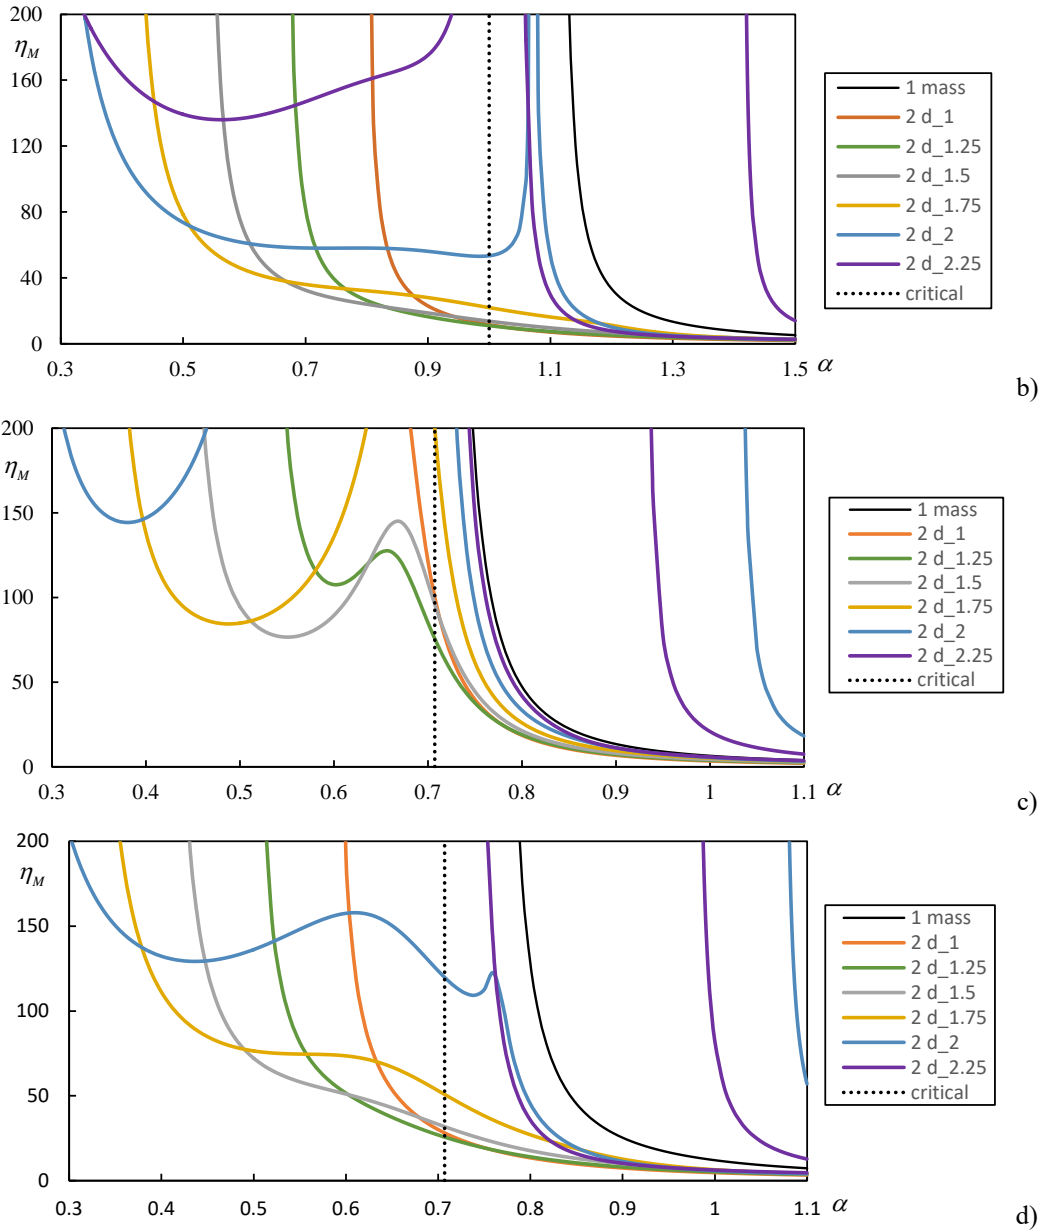 200
η_M
160
120
80
40
0
0.3 0.5 0.7 0.9 1.1 1.3 1.5 α
1 mass
2 d_1
2 d_1.25
2 d_1.5
2 d_1.75
2 d_2
2 d_2.25
critical
b)
200
η_M
150
100
50
0
0.3 0.4 0.5 0.6 0.7 0.8 0.9 1 1.1 α
1 mass
2 d_1
2 d_1.25
2 d_1.5
2 d_1.75
2 d_2
2 d_2.25
critical
c)
200
η_M
150
100
50
0
0.3 0.4 0.5 0.6 0.7 0.8 0.9 1 1.1 α
1 mass
2 d_1
2 d_1.25
2 d_1.5
2 d_1.75
2 d_2
2 d_2.25
critical
d)